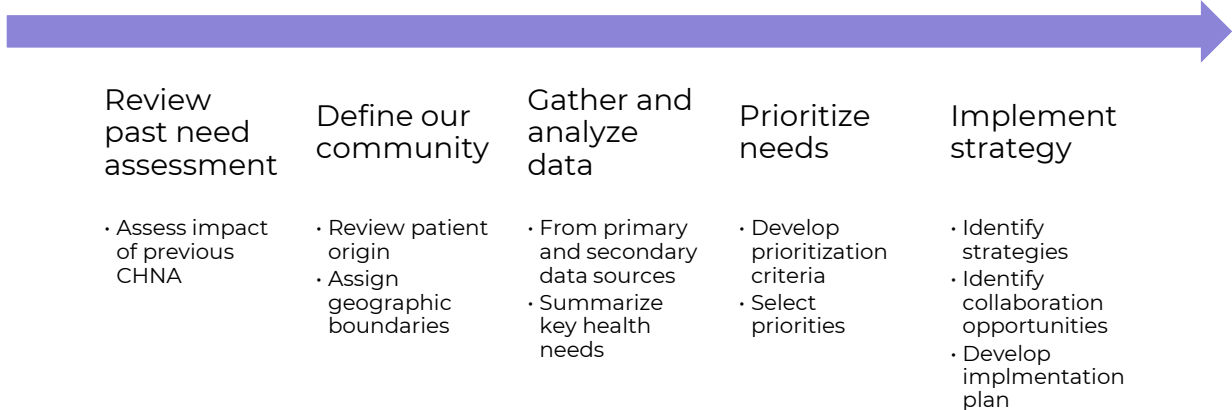 Review
past need
assessment
· Assess impact
of previous
CHNA
Define our
community
· Review patient
origin
· Assign
geographic
boundaries
Gather and
analyze
data
· From primary
and secondary
data sources
· Summarize
key health
needs
Prioritize
needs
· Develop
prioritization
criteria
· Select
priorities
Implement
strategy
· Identify
strategies
· Identify
collaboration
opportunities
· Develop
implmentation
plan